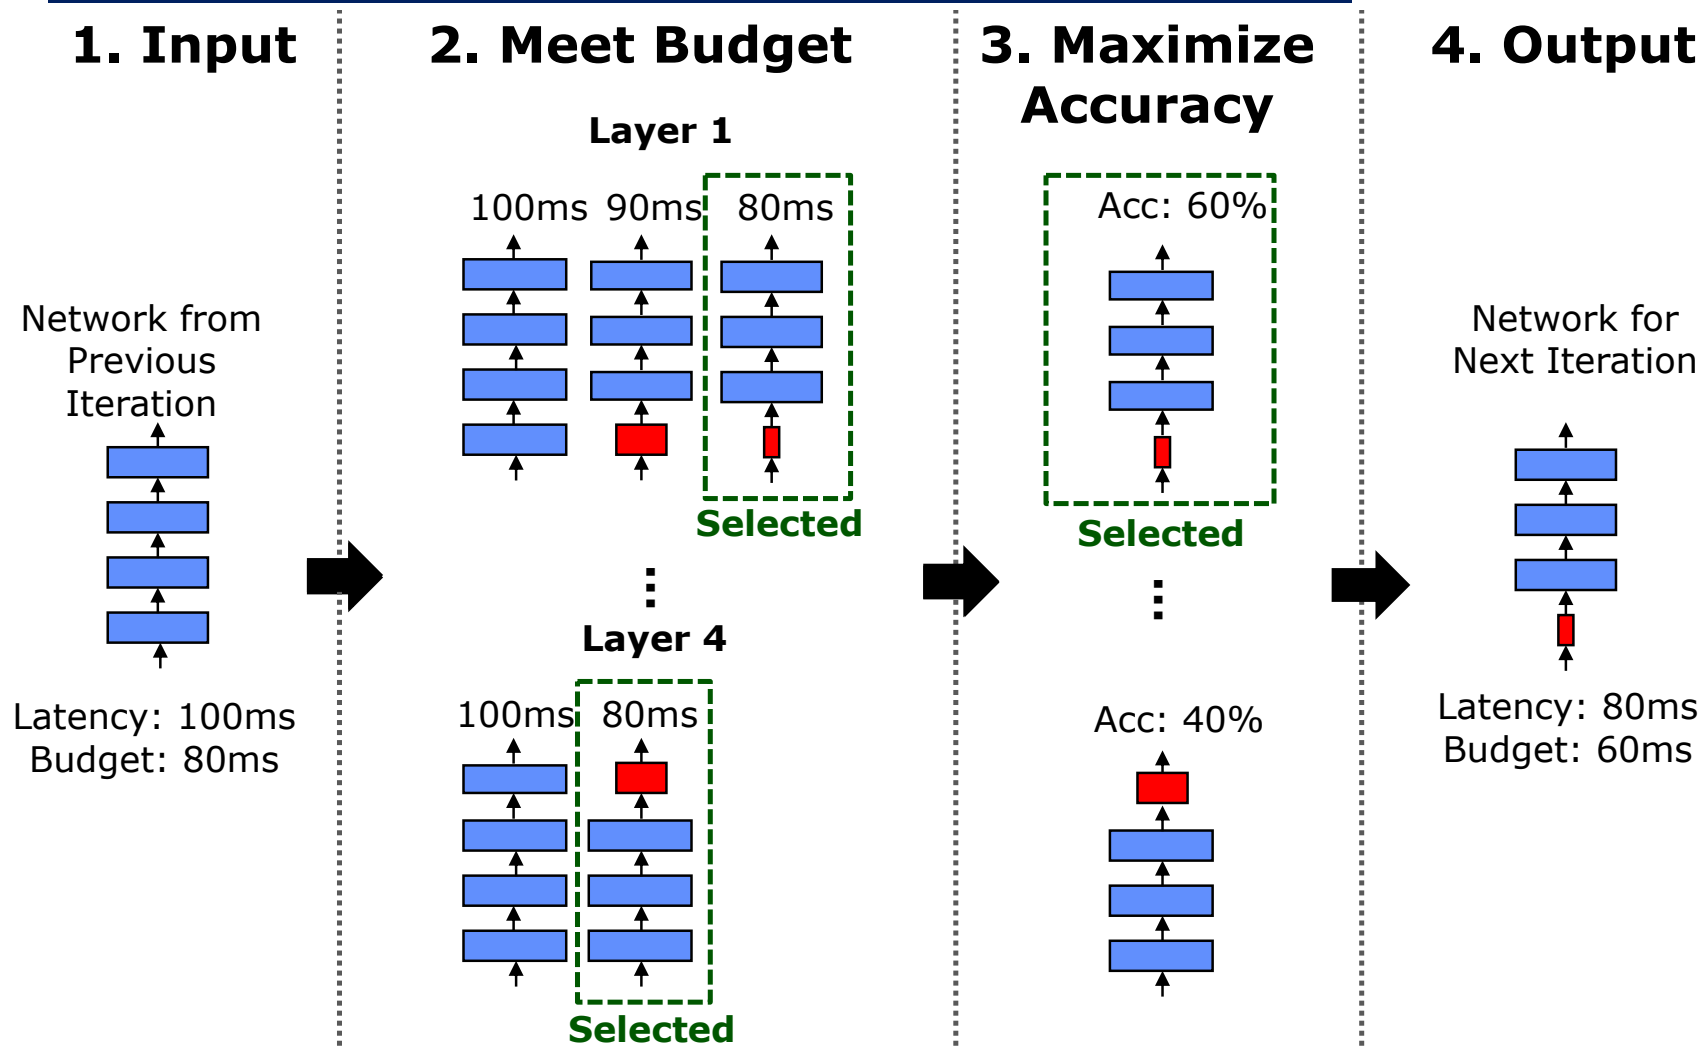 1. Input
Network from
Previous
Iteration
Latency: 100ms
Budget: 80ms
2. Meet Budget
Layer 1
100ms 90ms 80ms
Selected
⋮
Layer 4
100ms 80ms
Selected
3. Maximize
Accuracy
Acc: 60%
Selected
⋮
Acc: 40%
4. Output
Network for
Next Iteration
Latency: 80ms
Budget: 60ms